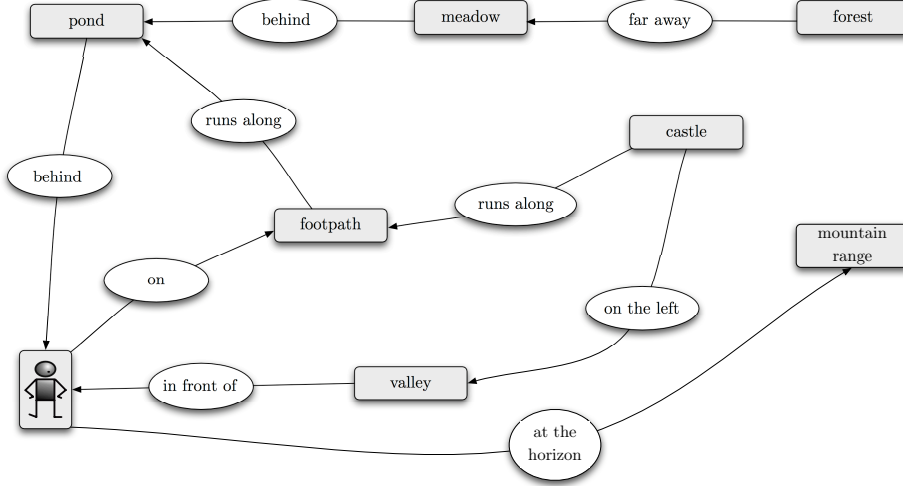 pond
behind
meadow
far away
forest
runs along
castle
behind
runs along
footpath
mountain
range
on
on the left
in front of
valley
at the
horizon